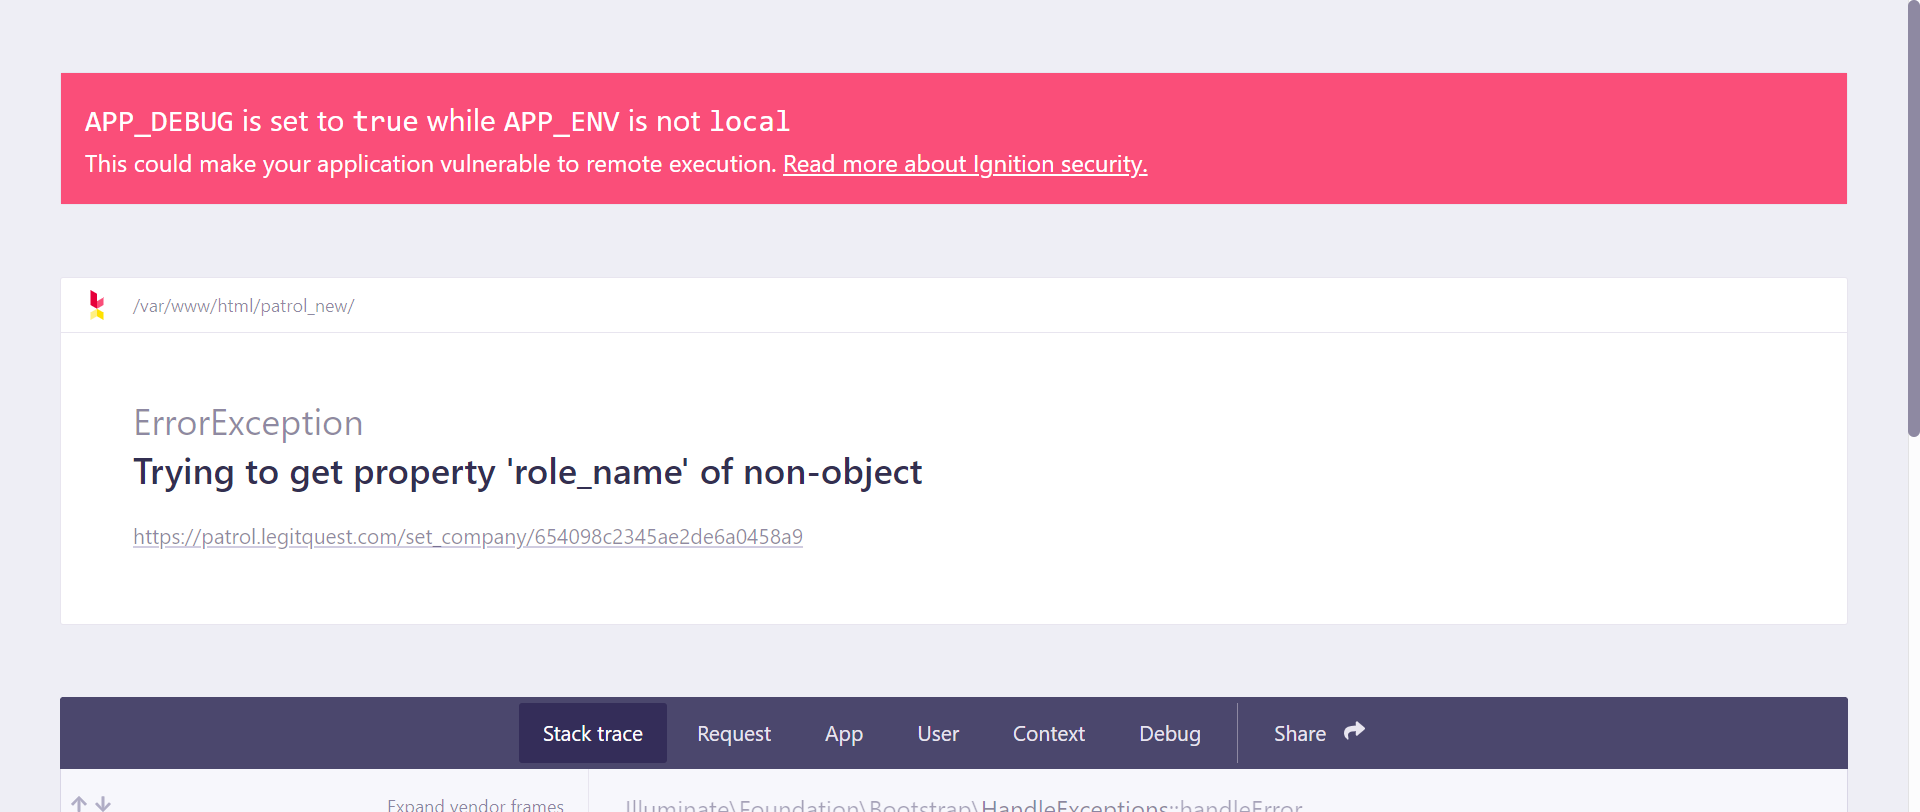 APP_DEBUG is set to true while APP_ENV is not local
This could make your application vulnerable to remote execution. Read more about Ignition security.
/var/www/html/patrol_new/
ErrorException
Trying to get property 'role_name' of non-object
https://patrol.legitquest.com/set_company/654098c2345ae2de6a0458a9
Stack trace Request App User Context Debug Share
Expand vendor frames Illuminate\Foundation\Bootstrap\HandleExceptions::handleError